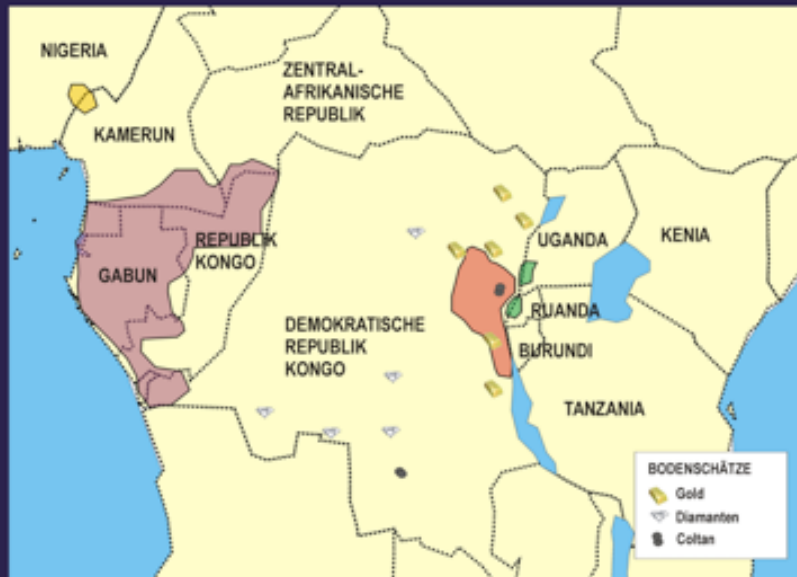 NIGERIA
ZENTRAL-
AFRIKANISCHE
REPUBLIK
KAMERUN
REPUBLIK
KONGO
GABUN
UGANDA
KENIA
RUANDA
DEMOKRATISCHE
REPUBLIK
KONGO
BURUNDI
TANZANIA
BODENSCHÄTZE
Gold
Diamanten
Coltan